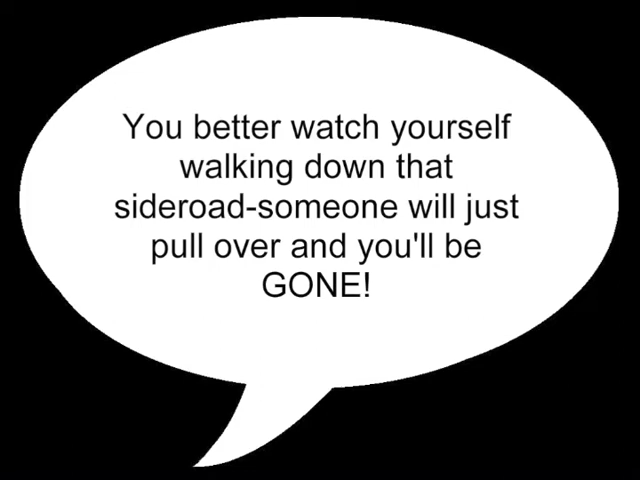 You better watch yourself
walking down that
sideroad-someone will just
pull over and you'll be
GONE!